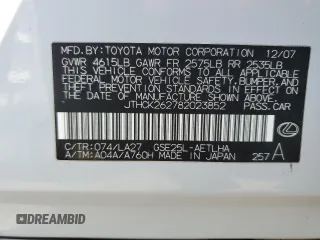 MFD.BY: TOYOTA MOTOR CORPORATION 12/07
GVWR 4615LB GAWR FR 2575LB RR 2535LB
THIS VEHICLE CONFORMS TO ALL APPLICABLE
FEDERAL MOTOR VEHICLE SAFETY, BUMPER, AND
THEFT PREVENTION STANDARDS IN EFFECT ON
THE DATE OF MANUFACTURE SHOWN ABOVE.
JTHCK262782023852 PASS.CAR
C/TR:074/LA27 GSE25L-AETLHA
A/TM:A04A/A760H MADE IN JAPAN 257A
AUTOBIDMASTER